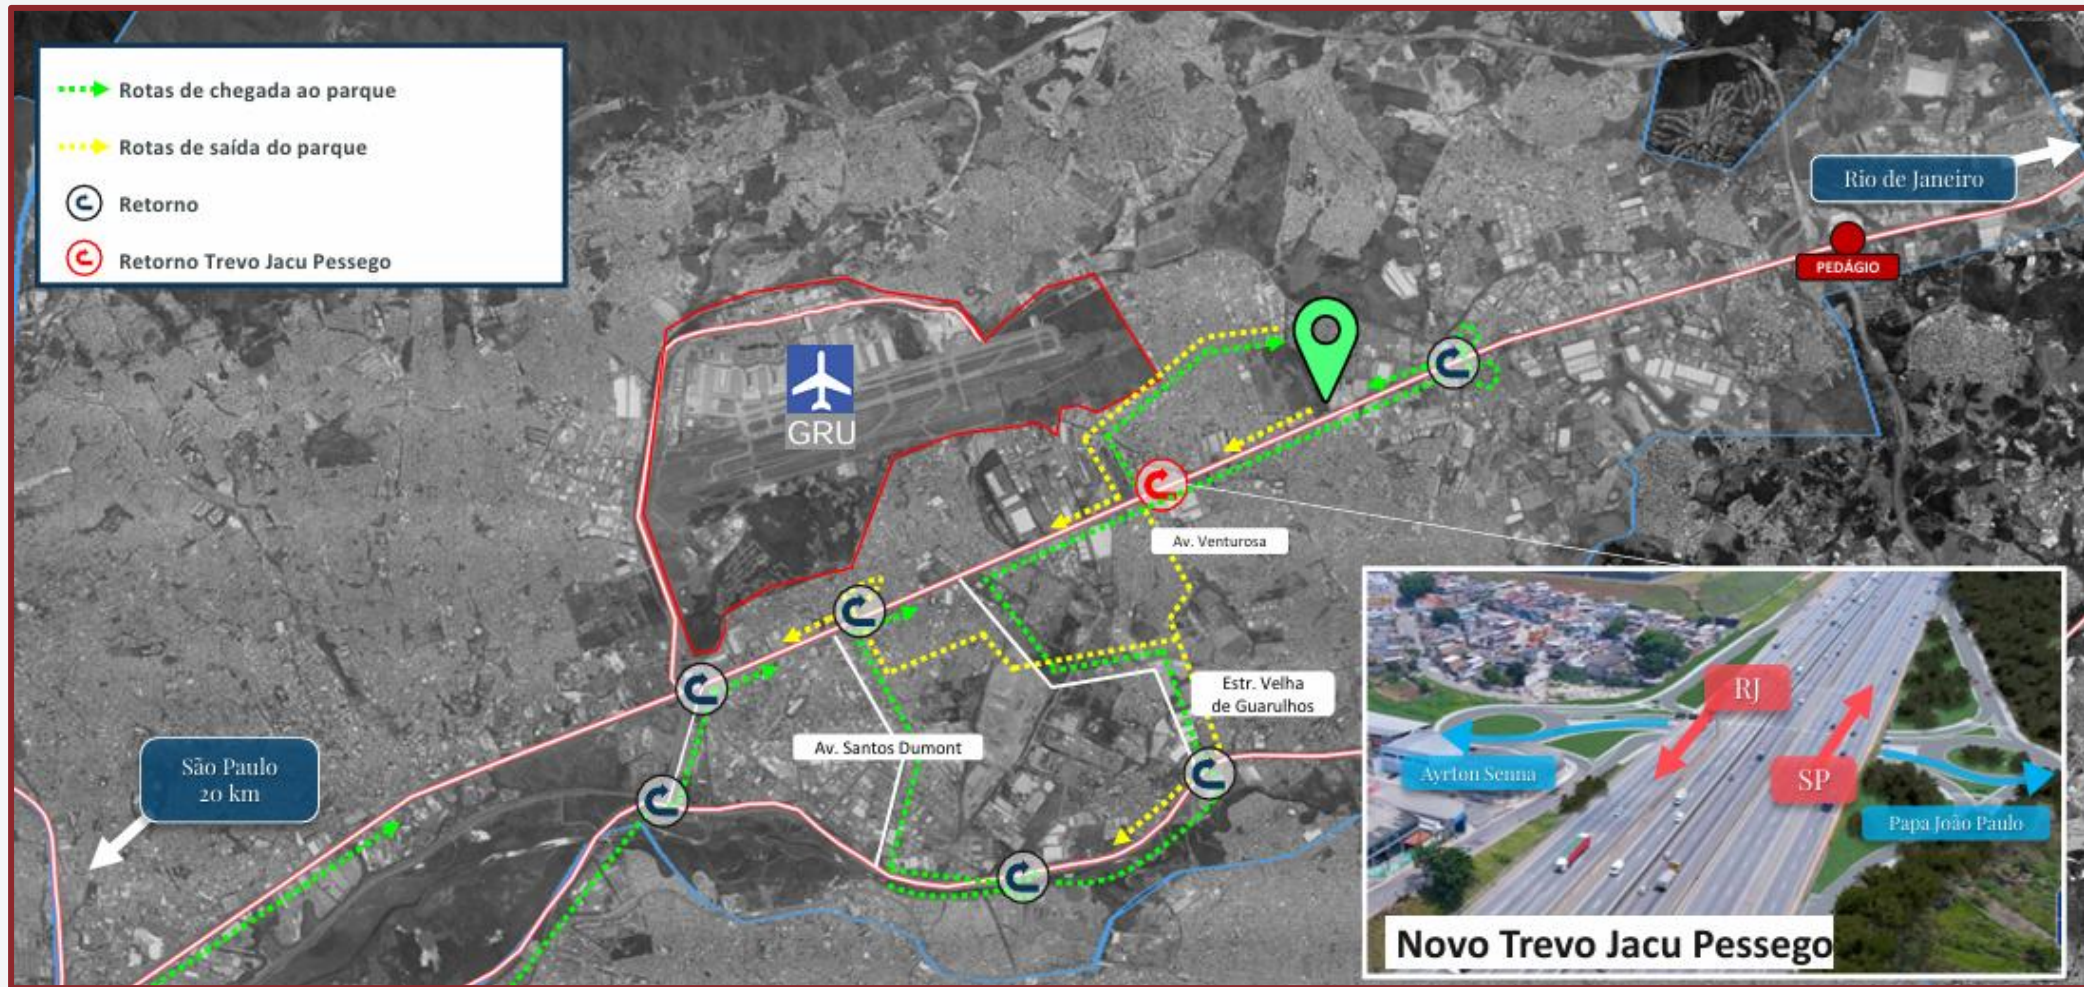 Rotas de chegada ao parque
Rotas de saída do parque
Retorno
Retorno Trevo Jacu Pessego
Rio de Janeiro
PEDÁGIO
GRU
Av. Venturosa
Estr. Velha
de Guarulhos
Av. Santos Dumont
São Paulo
20 km
RJ
SP
Ayrton Senna
Papa João Paulo
Novo Trevo Jacu Pessego